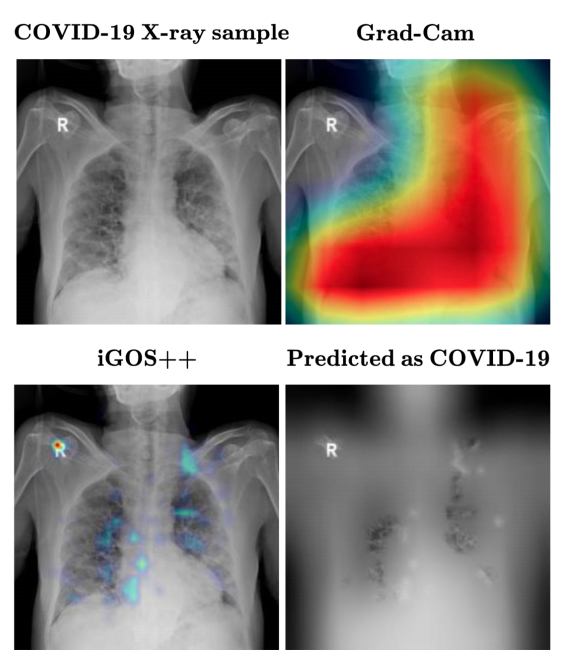 COVID-19 X-ray sample
Grad-Cam
R
R
iGOS++
Predicted as COVID-19
R
R